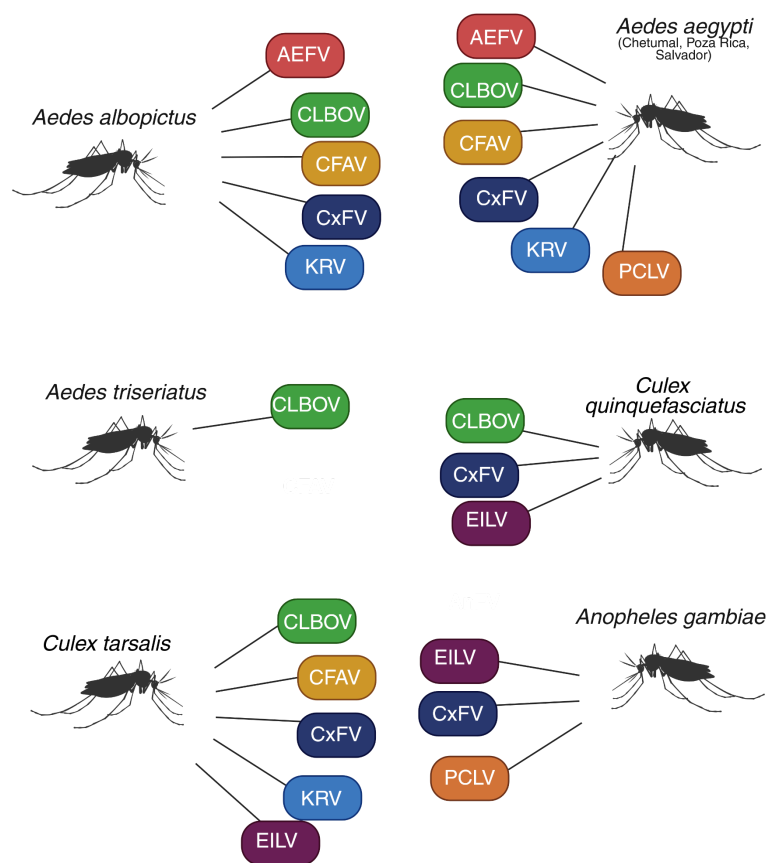 Aedes albopictus
AEFV
CLBOV
CFAV
CxFV
KRV
Aedes aegypti
(Chetumal, Poza Rica,
Salvador)
AEFV
CLBOV
CFAV
CxFV
KRV
PCLV
Aedes triseriatus
CLBOV
Culex
quinquefasciatus
CLBOV
CxFV
EILV
Culex tarsalis
CLBOV
CFAV
CxFV
KRV
EILV
Anopheles gambiae
EILV
CxFV
PCLV